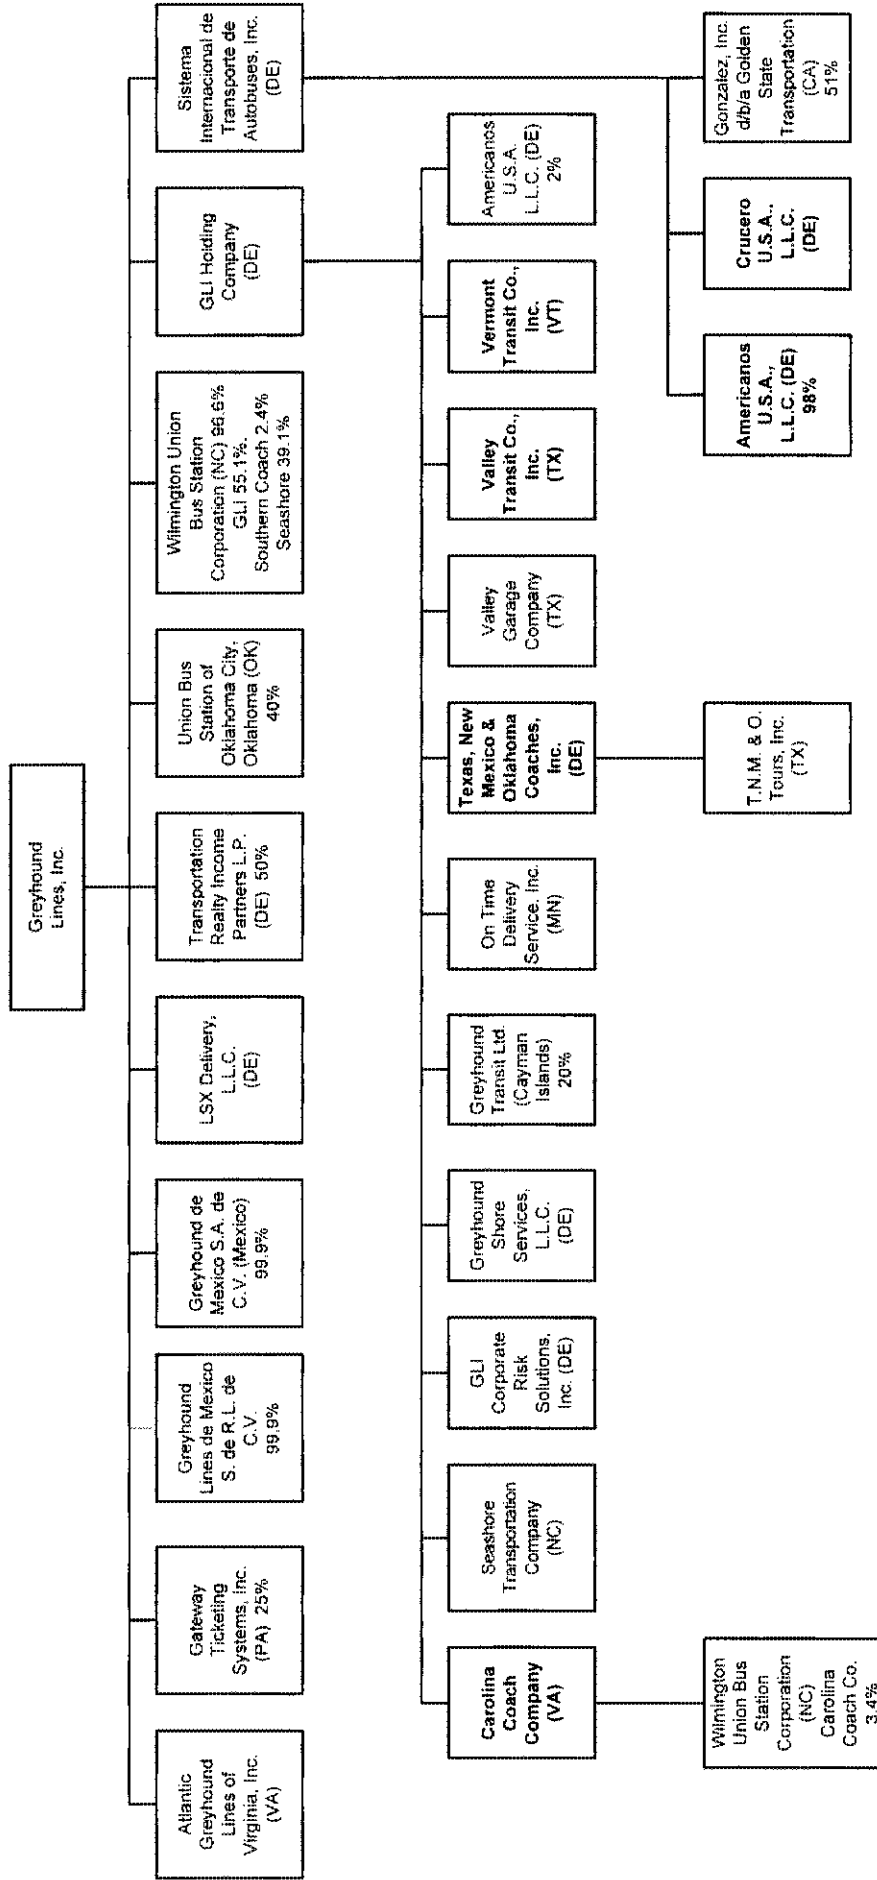 Greyhound
Lines, Inc.
Atlantic
Greyhound
Lines of
Virginia, Inc.
(VA)
Gateway
Ticketing
Systems, Inc.
(PA) 25%
Greyhound
Lines de Mexico
S. de R.L. de
C.V.
99.9%
Greyhound de
Mexico S.A. de
C.V. (Mexico)
99.9%
LSX Delivery,
L.L.C.
(DE)
Transportation
Realty Income
Partners L.P.
(DE) 50%
Union Bus
Station of
Oklahoma City,
Oklahoma (OK)
40%
Wilmington Union
Bus Station
Corporation (NC) 96.6%
GLI 55.1%.
Southern Coach 2.4%
Seashore 39.1%
GLI Holding
Company
(DE)
Sistema
Internacional de
Transporte de
Autobuses, Inc.
(DE)
Carolina
Coach
Company
(VA)
Seashore
Transportation
Company
(NC)
GLI
Corporate
Risk
Solutions,
Inc. (DE)
Greyhound
Shore
Services,
L.L.C.
(DE)
Greyhound
Transit Ltd.
(Cayman
Islands)
20%
On Time
Delivery
Service, Inc.
(MN)
Texas, New
Mexico &
Oklahoma
Coaches,
Inc.
(DE)
Valley
Garage
Company
(TX)
Valley
Transit Co.,
Inc.
(TX)
Vermont
Transit Co.,
Inc.
(VT)
Americanos
U.S.A.
L.L.C. (DE)
2%
Wilmington
Union Bus
Station
Corporation
(NC)
Carolina
Coach Co.
3.4%
T.N.M. & O.
Tours, Inc.
(TX)
Americanos
U.S.A.,
L.L.C. (DE)
98%
Crucero
U.S.A.,
L.L.C.
(DE)
Gonzalez, Inc.
d/b/a Golden
State
Transportation
(CA)
51%